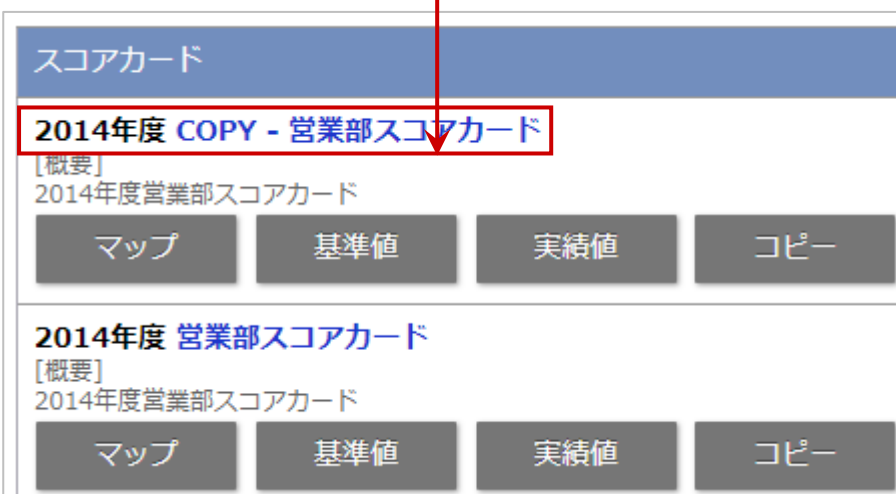 スコアカード
2014年度 COPY - 営業部スコアカード
[概要]
2014年度営業部スコアカード
マップ 基準値 実績値 コピー
2014年度 営業部スコアカード
[概要]
2014年度営業部スコアカード
マップ 基準値 実績値 コピー